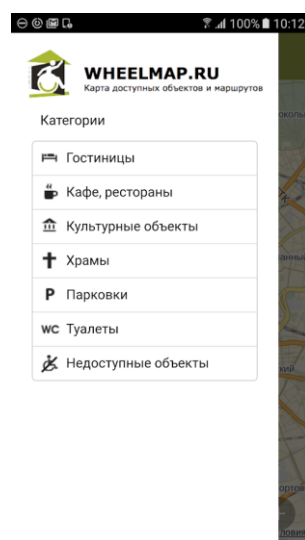 100% 10:12
WHEELMAP.RU
Карта доступных объектов и маршрутов
Категории
Гостиницы
Кафе, рестораны
Культурные объекты
Храмы
P Парковки
WC Туалеты
Недоступные объекты